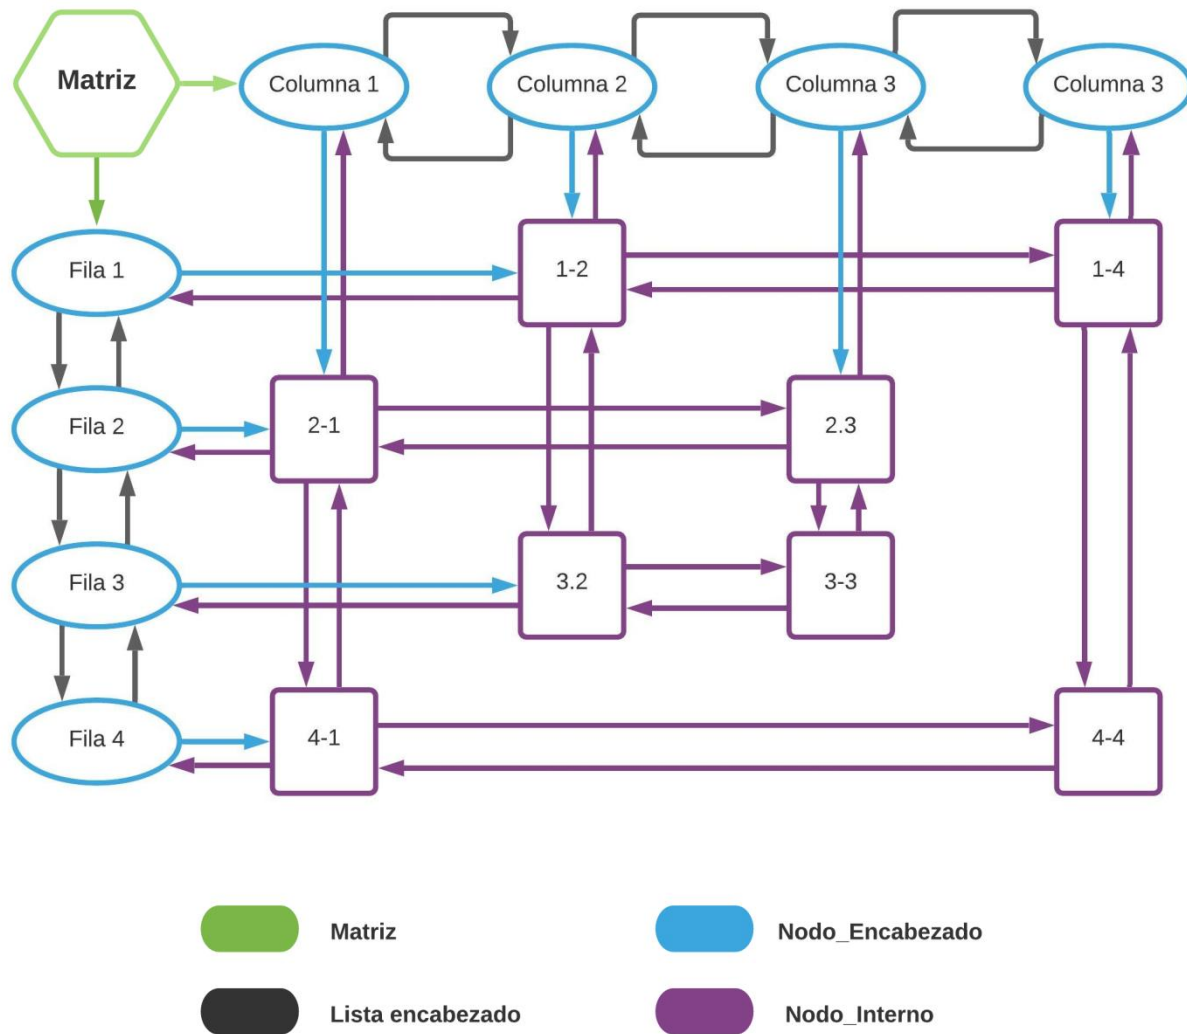 Matriz
Columna 1
Columna 2
Columna 3
Columna 3
Fila 1
1-2
1-4
Fila 2
2-1
2.3
Fila 3
3.2
3-3
Fila 4
4-1
4-4
Matriz
Nodo_Encabezado
Lista encabezado
Nodo_Interno